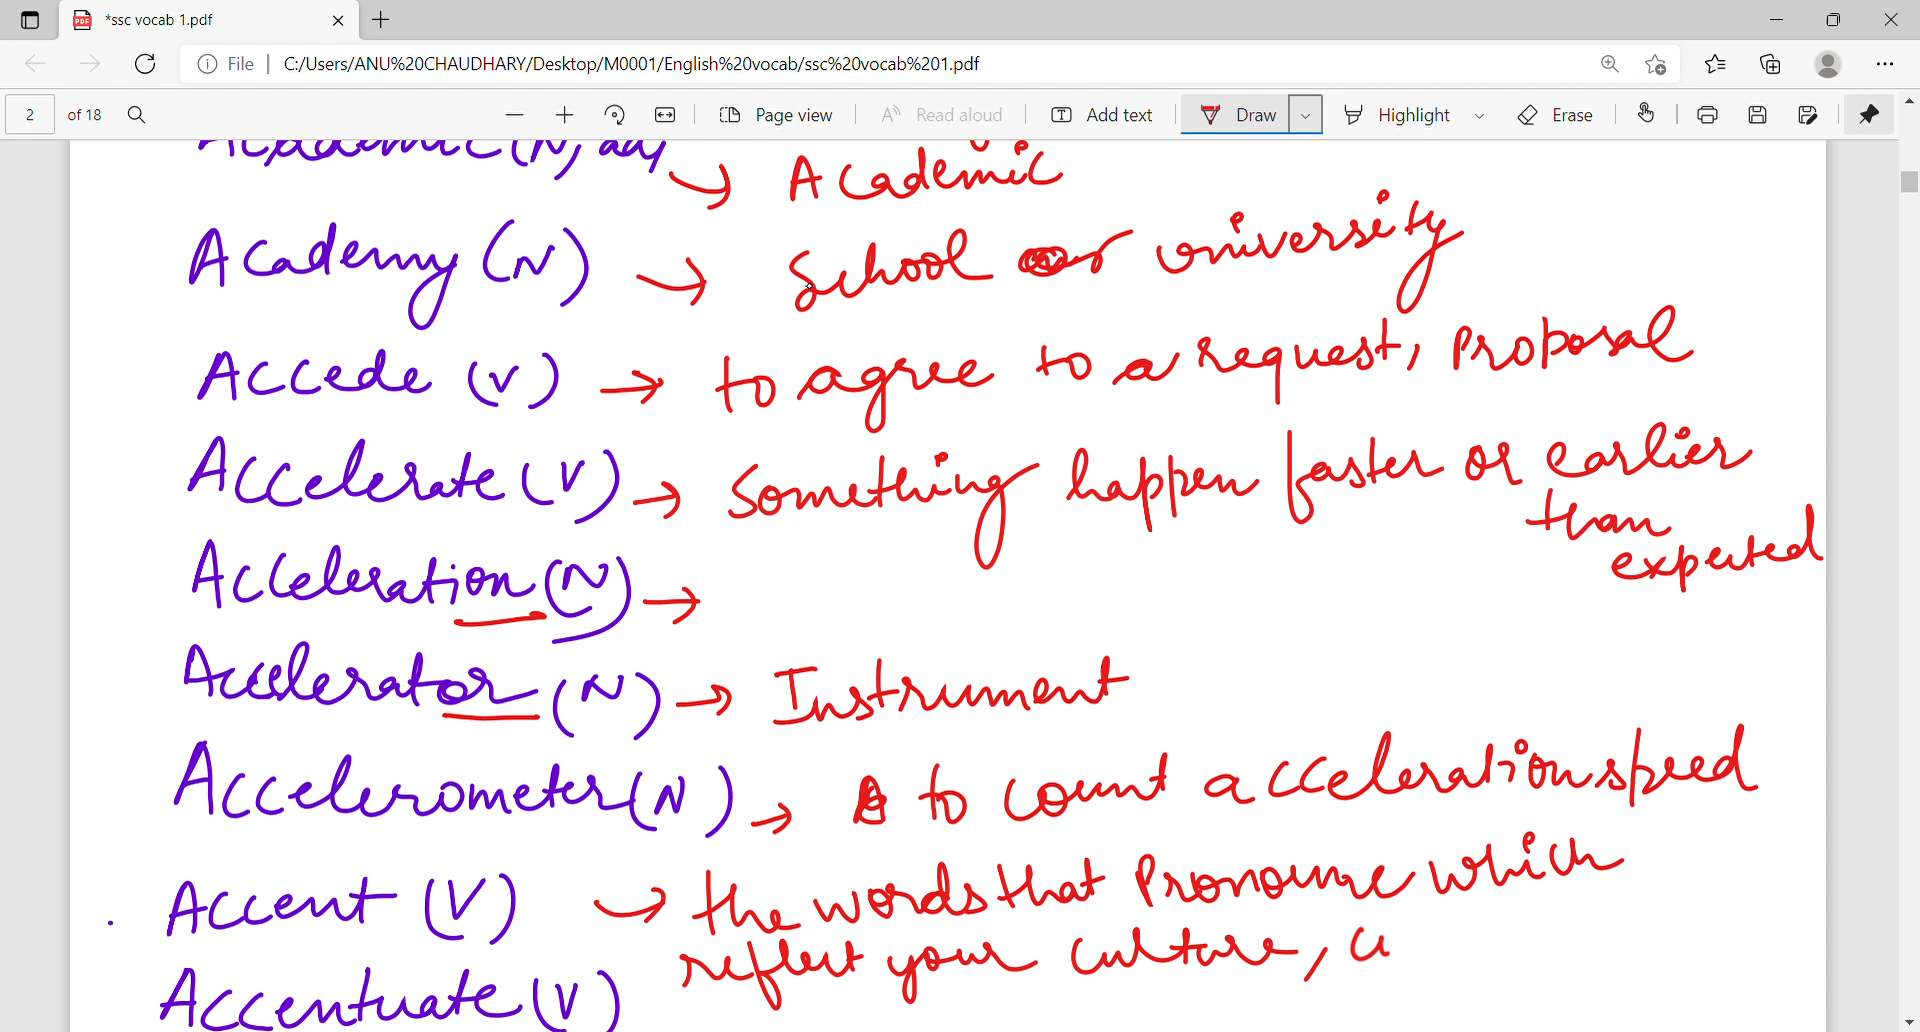 *ssc vocab 1.pdf
File | C:/Users/ANU%20CHAUDHARY/Desktop/M0001/English%20vocab/ssc%20vocab%201.pdf
2 of 18 Page view Read aloud Add text Draw Highlight Erase
Academic (N, adj → Academic
Academy (N) → School or university
Accede (V) → to agree to a request, Proposal
Accelerate (V) → Something happen faster or earlier
than
expected
Acceleration (N) →
Accelerator (N) → Instrument
Accelerometer (N) → to count acceleration speed
Accent (V) → the words that Pronounce which
reflect your culture, cu
Accentuate (V)